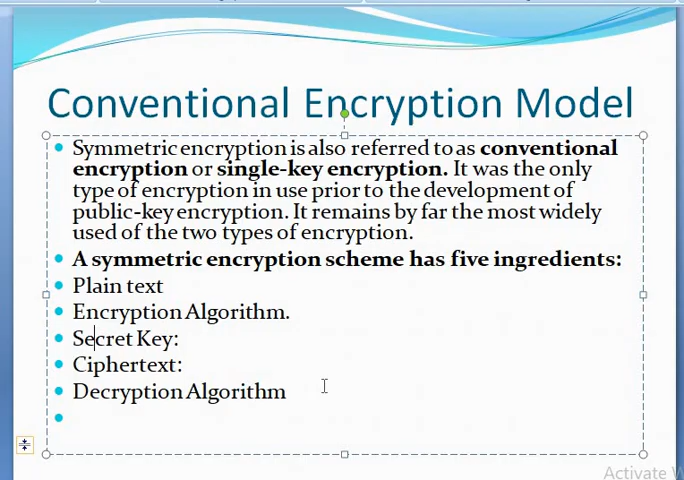 Conventional Encryption Model
Symmetric encryption is also referred to as conventional
encryption or single-key encryption. It was the only
type of encryption in use prior to the development of
public-key encryption. It remains by far the most widely
used of the two types of encryption.
A symmetric encryption scheme has five ingredients:
Plain text
Encryption Algorithm.
Secret Key:
Ciphertext:
Decryption Algorithm
Activate